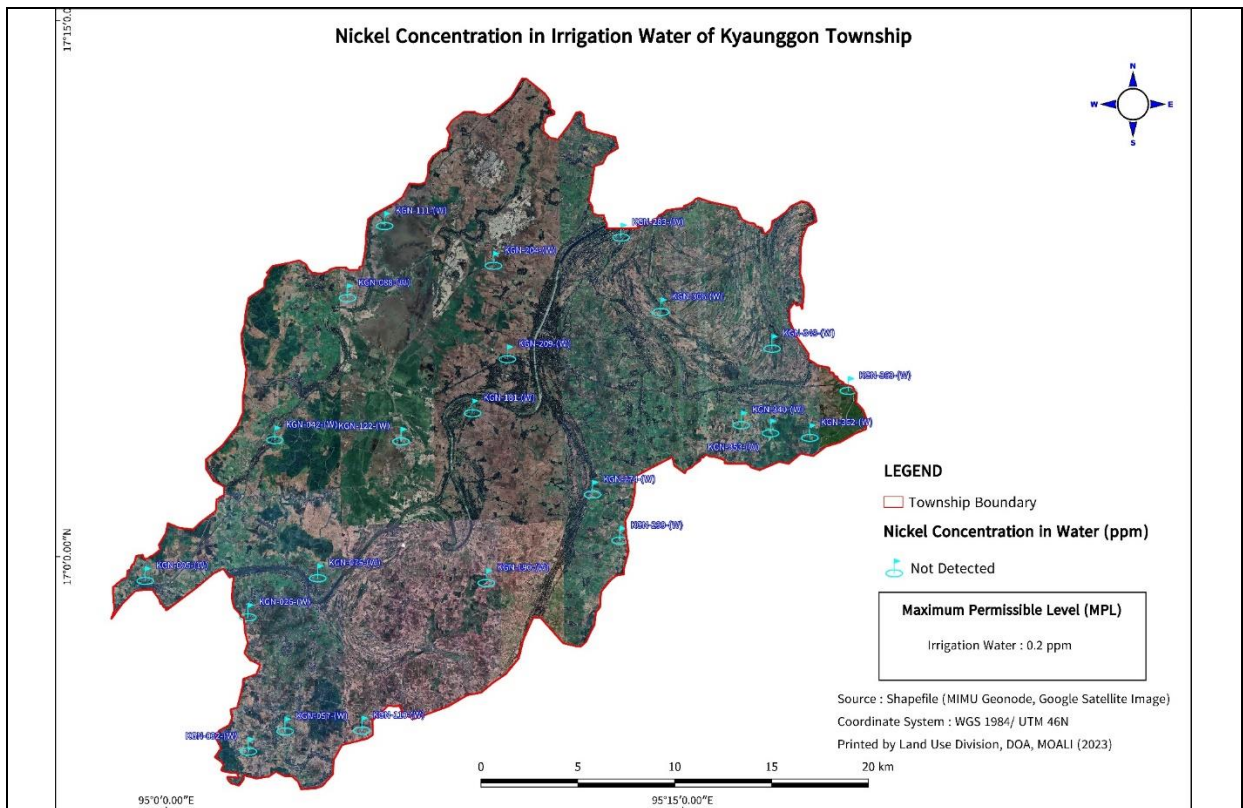 17°15'0.0
Nickel Concentration in Irrigation Water of Kyaunggon Township
N
W
E
S
KGN-111-(W)
KGN-283-(W)
KGN-204-(W)
KGN-088-(W)
KGN-209-(W)
KGN-181-(W)
KGN-340-(W)
KGN-042-(W)
KGN-122-(W)
KGN-362-(W)
LEGEND
Township Boundary
Nickel Concentration in Water (ppm)
Not Detected
17°0'0.00"N
KGN-026-(W)
Maximum Permissible Level (MPL)
Irrigation Water : 0.2 ppm
KGN-057-(W)
Source : Shapefile (MIMU Geonode, Google Satellite Image)
Coordinate System : WGS 1984/ UTM 46N
Printed by Land Use Division, DOA, MOALI (2023)
0 5 10 15 20 km
95°0'0.00"E
95°15'0.00"E